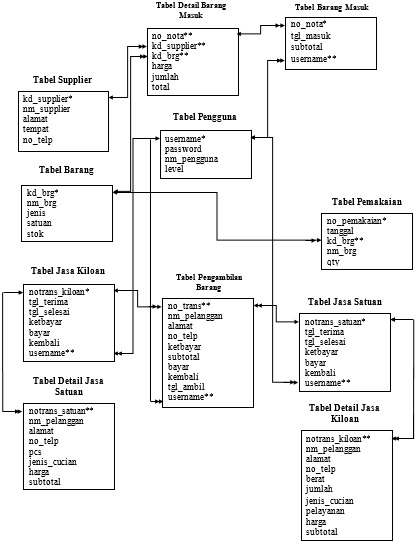 Tabel Detail Barang
Masuk
no_nota**
kd_supplier**
kd_brg**
harga
jumlah
total
Tabel Barang Masuk
no_nota*
tgl_masuk
subtotal
username**
Tabel Supplier
kd_supplier*
nm_supplier
alamat
tempat
no_telp
Tabel Pengguna
username*
password
nm_pengguna
level
Tabel Barang
kd_brg*
nm_brg
jenis
satuan
stok
Tabel Pemakaian
no_pemakaian*
tanggal
kd_brg**
nm_brg
qty
Tabel Jasa Kiloan
notrans_kiloan*
tgl_terima
tgl_selesai
ketbayar
bayar
kembali
username**
Tabel Pengambilan
Barang
no_trans**
nm_pelanggan
alamat
no_telp
ketbayar
subtotal
bayar
kembali
tgl_ambil
username**
Tabel Jasa Satuan
notrans_satuan*
tgl_terima
tgl_selesai
ketbayar
bayar
kembali
username**
Tabel Detail Jasa
Satuan
notrans_satuan**
nm_pelanggan
alamat
no_telp
pcs
jenis_cucian
harga
subtotal
Tabel Detail Jasa
Kiloan
notrans_kiloan**
nm_pelanggan
alamat
no_telp
berat
jumlah
jenis_cucian
pelayanan
harga
subtotal